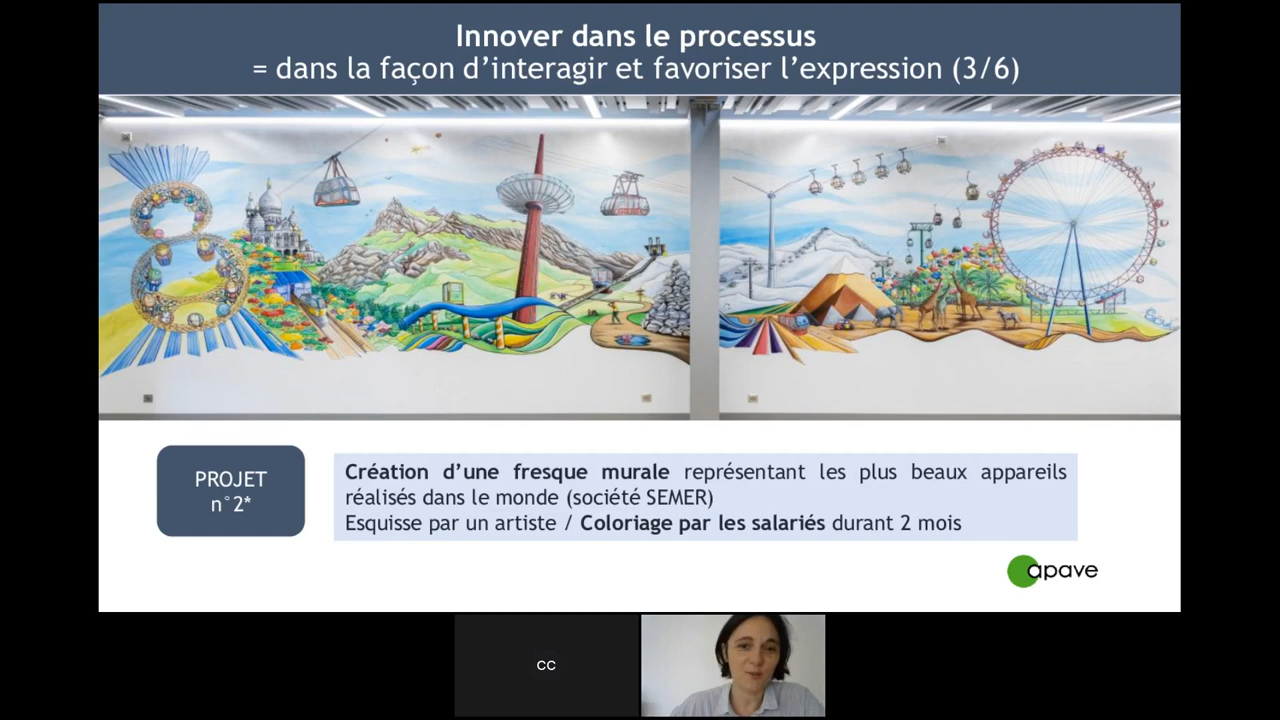 Innover dans le processus
= dans la façon d’interagir et favoriser l’expression (3/6)
PROJET
n°2*
Création d’une fresque murale représentant les plus beaux appareils
réalisés dans le monde (société SEMER)
Esquisse par un artiste / Coloriage par les salariés durant 2 mois
apave
CC